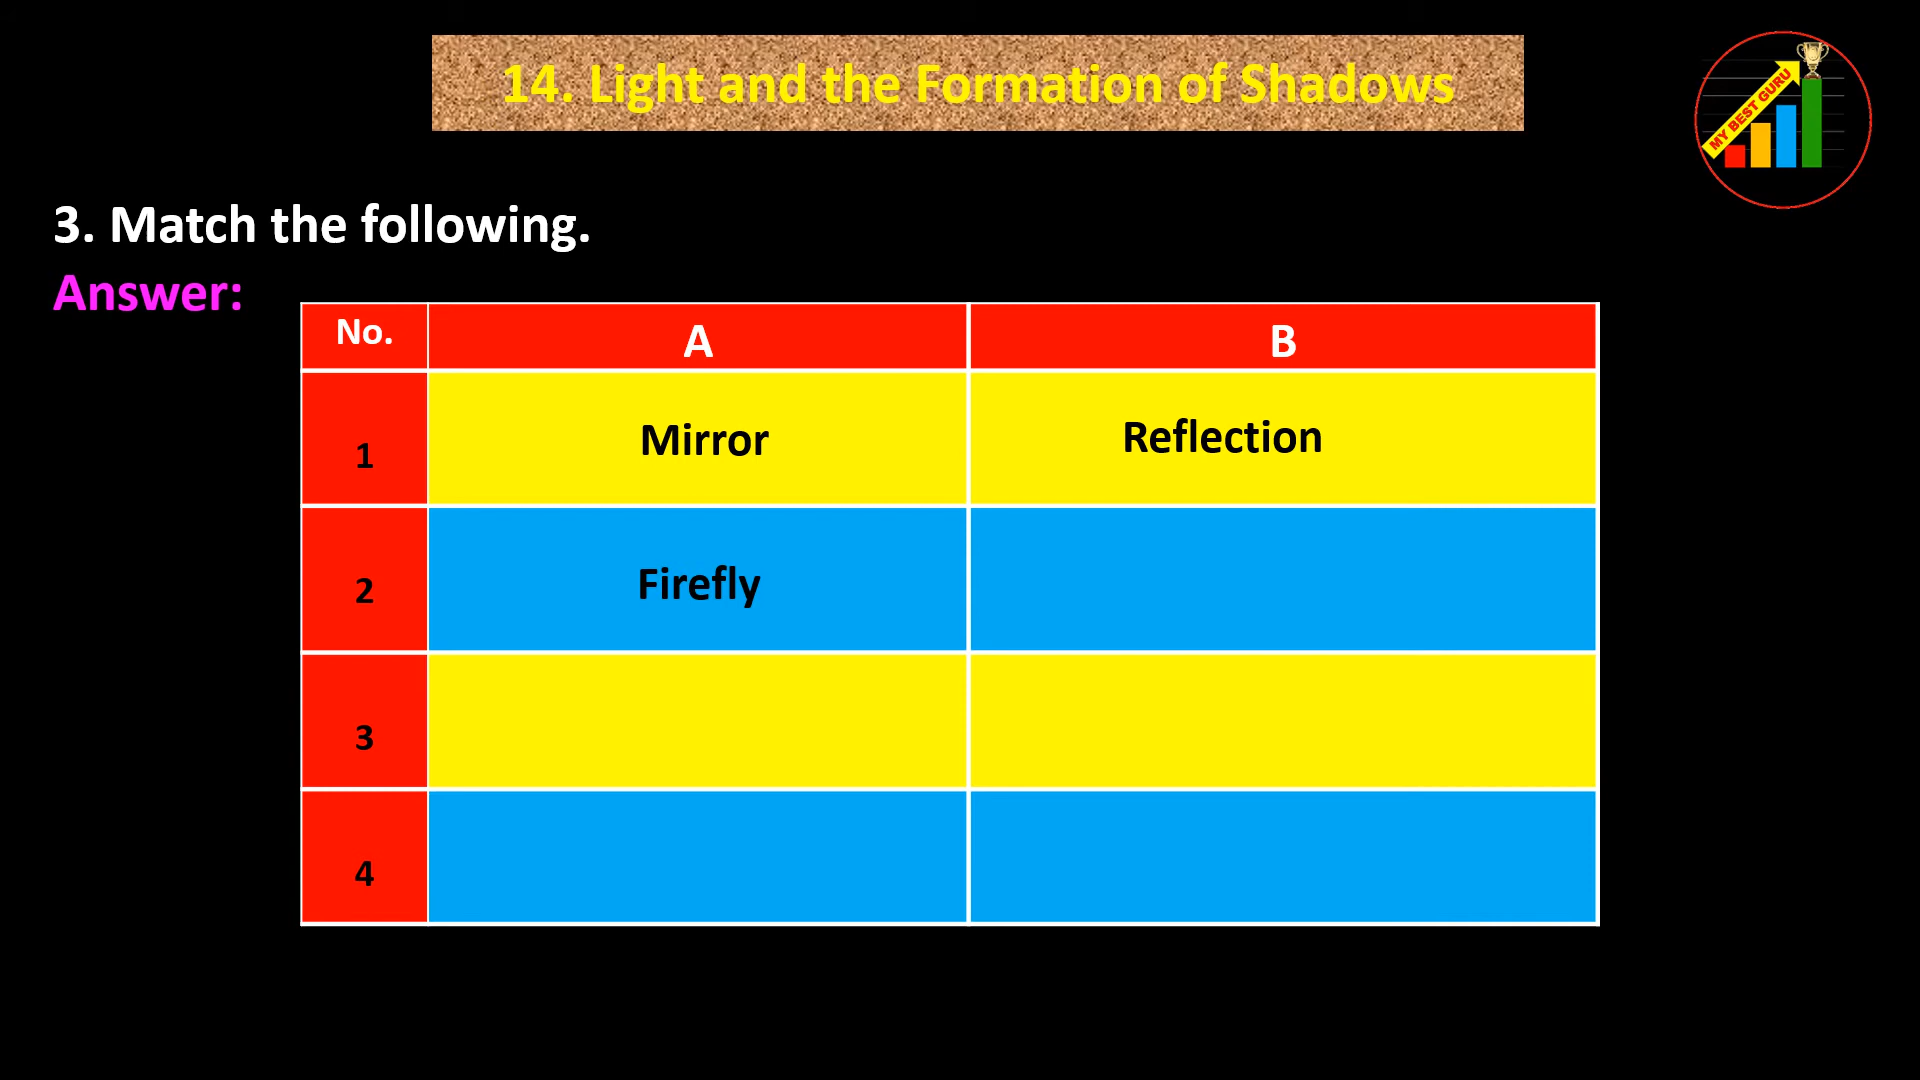 14. Light and the Formation of Shadows
MY BEST GURU
3. Match the following.
Answer:
No. A B
1 Mirror Reflection
2 Firefly
3
4